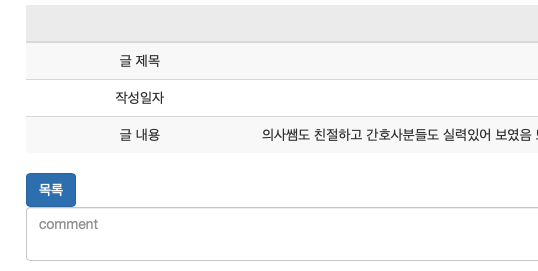 글 제목
작성일자
글 내용 의사쌤도 친절하고 간호사분들도 실력있어 보였음
목록
comment